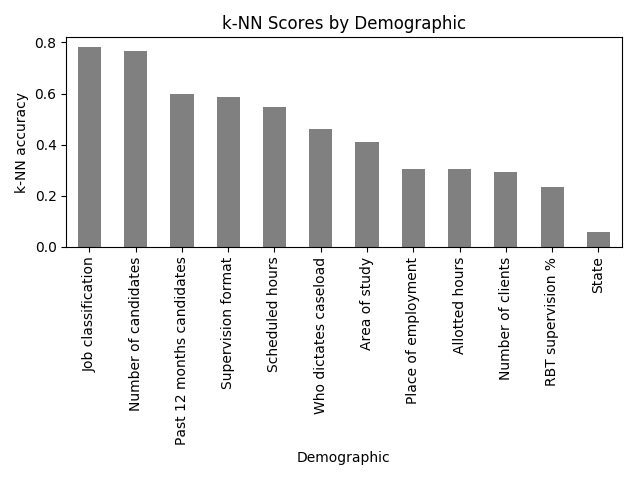 k-NN Scores by Demographic
k-NN accuracy
0.8
0.6
0.4
0.2
0.0
Job classification
Number of candidates
Past 12 months candidates
Supervision format
Scheduled hours
Who dictates caseload
Area of study
Place of employment
Allotted hours
Number of clients
RBT supervision %
State
Demographic